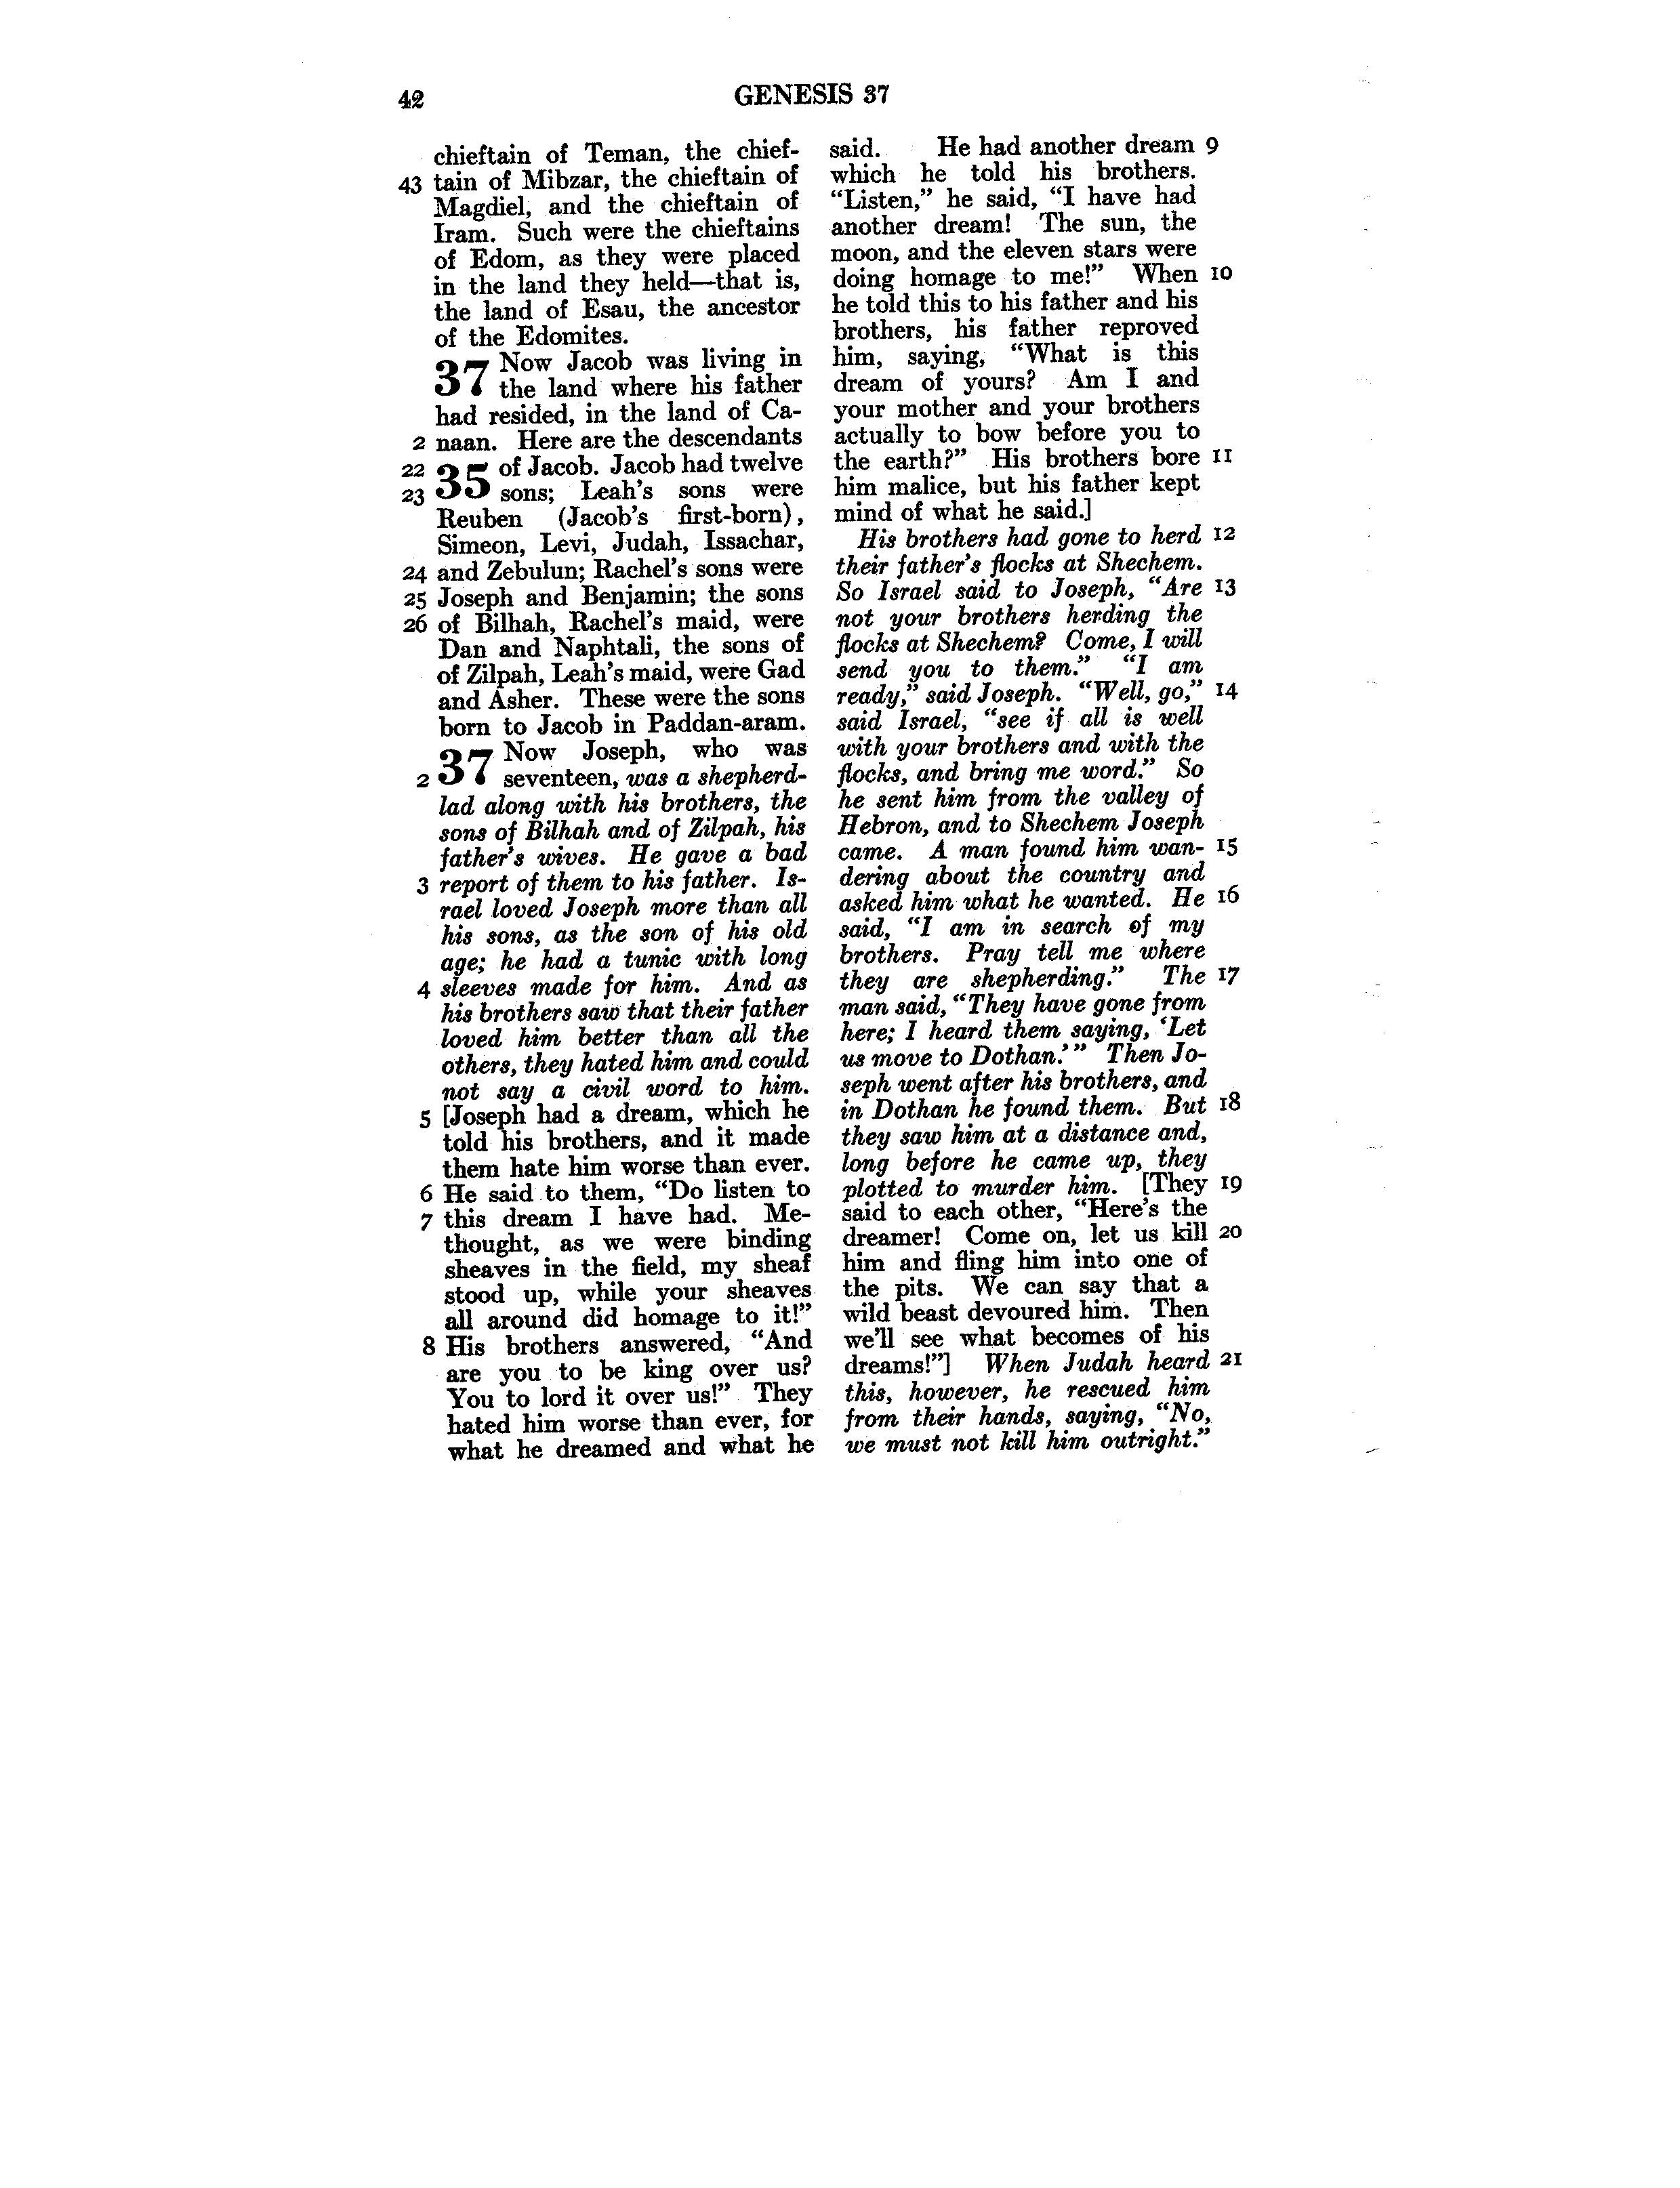 42
GENESIS 37
chieftain of Teman, the chief-
43 tain of Mibzar, the chieftain of
Magdiel, and the chieftain of
Iram. Such were the chieftains
of Edom, as they were placed
in the land they held—that is,
the land of Esau, the ancestor
of the Edomites.
37 Now Jacob was living in
the land where his father
had resided, in the land of Ca-
2 naan. Here are the descendants
22 35 of Jacob. Jacob had twelve
23 sons; Leah's sons were
Reuben (Jacob's first-born),
Simeon, Levi, Judah, Issachar,
24 and Zebulun; Rachel's sons were
25 Joseph and Benjamin; the sons
26 of Bilhah, Rachel's maid, were
Dan and Naphtali, the sons of
of Zilpah, Leah's maid, were Gad
and Asher. These were the sons
born to Jacob in Paddan-aram.
37 Now Joseph, who was
2 seventeen, was a shepherd-
lad along with his brothers, the
sons of Bilhah and of Zilpah, his
father's wives. He gave a bad
3 report of them to his father. Is-
rael loved Joseph more than all
his sons, as the son of his old
age; he had a tunic with long
4 sleeves made for him. And as
his brothers saw that their father
loved him better than all the
others, they hated him and could
not say a civil word to him.
5 [Joseph had a dream, which he
told his brothers, and it made
them hate him worse than ever.
6 He said to them, “Do listen to
7 this dream I have had. Me-
thought, as we were binding
sheaves in the field, my sheaf
stood up, while your sheaves
all around did homage to it!”
8 His brothers answered, “And
are you to be king over us?
You to lord it over us!” They
hated him worse than ever, for
what he dreamed and what he
said. He had another dream 9
which he told his brothers.
“Listen,” he said, “I have had
another dream! The sun, the
moon, and the eleven stars were
doing homage to me!” When 10
he told this to his father and his
brothers, his father reproved
him, saying, “What is this
dream of yours? Am I and
your mother and your brothers
actually to bow before you to
the earth?” His brothers bore 11
him malice, but his father kept
mind of what he said.]
His brothers had gone to herd 12
their father's flocks at Shechem.
So Israel said to Joseph, “Are 13
not your brothers herding the
flocks at Shechem? Come, I will
send you to them.” “I am
ready,” said Joseph. “Well, go,” 14
said Israel, “see if all is well
with your brothers and with the
flocks, and bring me word.” So
he sent him from the valley of
Hebron, and to Shechem Joseph
came. A man found him wan- 15
dering about the country and
asked him what he wanted. He 16
said, “I am in search of my
brothers. Pray tell me where
they are shepherding.” The 17
man said, “They have gone from
here; I heard them saying, ‘Let
us move to Dothan.’” Then Jo-
seph went after his brothers, and
in Dothan he found them. But 18
they saw him at a distance and,
long before he came up, they
plotted to murder him. [They 19
said to each other, “Here's the
dreamer! Come on, let us kill 20
him and fling him into one of
the pits. We can say that a
wild beast devoured him. Then
we'll see what becomes of his
dreams!”] When Judah heard 21
this, however, he rescued him
from their hands, saying, “No,
we must not kill him outright.”